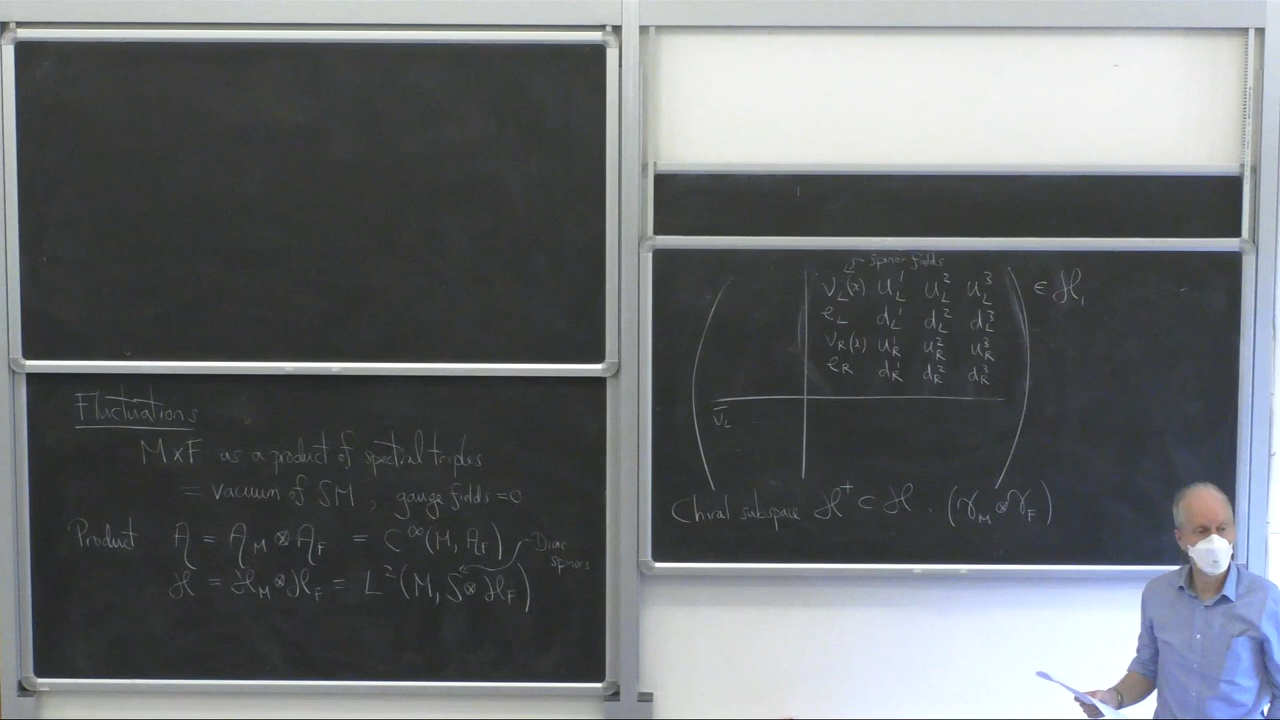 Fluctuations
M×F as a product of spectral triples
= vacuum of SM, gauge fields = 0
Product A = A_M ⊗ A_F = C^∞(M, A_F)
Dirac spinors
H = H_M ⊗ H_F = L²(M, S⊗H_F)
spinor fields
ν_L(x) u_L^1 u_L^2 u_L^3 ∈ H,
e_L d_L^1 d_L^2 d_L^3
ν_R(x) u_R^1 u_R^2 u_R^3
e_R d_R^1 d_R^2 d_R^3
ν̄_L
Chiral subspace H^+ ⊂ H . (γ_M ⊗ γ_F)